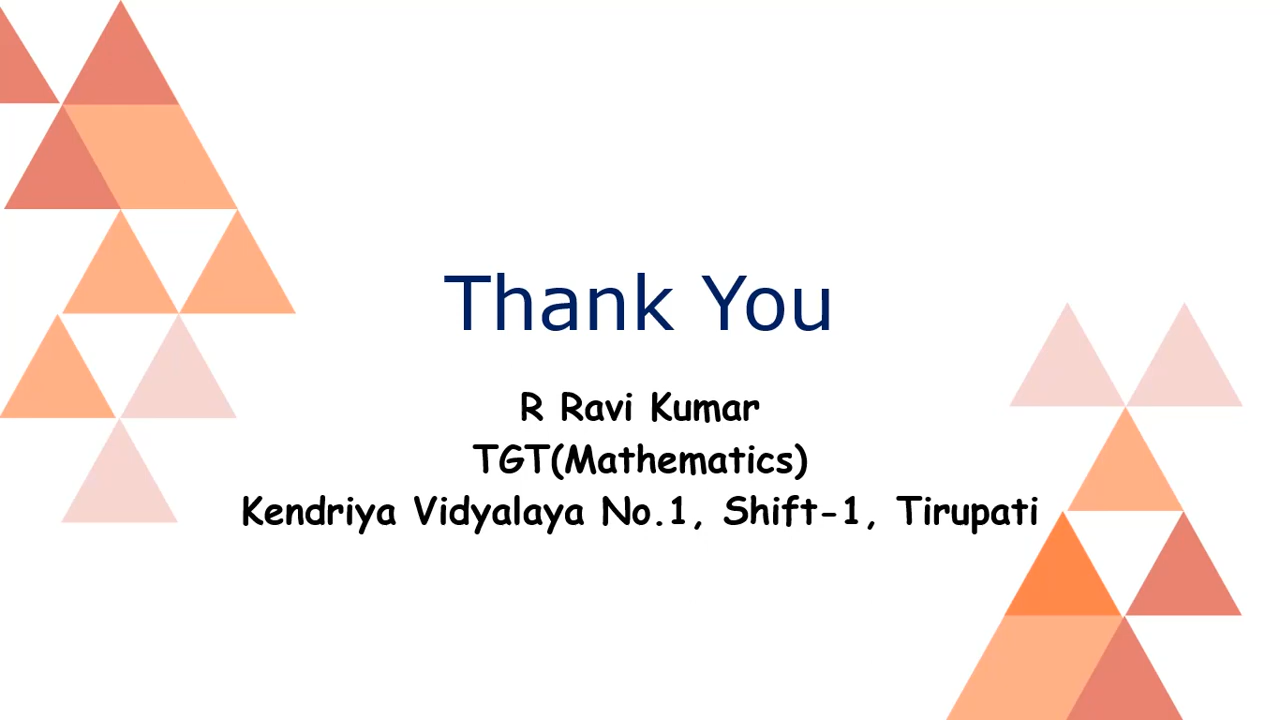 Thank You
R Ravi Kumar
TGT(Mathematics)
Kendriya Vidyalaya No.1, Shift-1, Tirupati